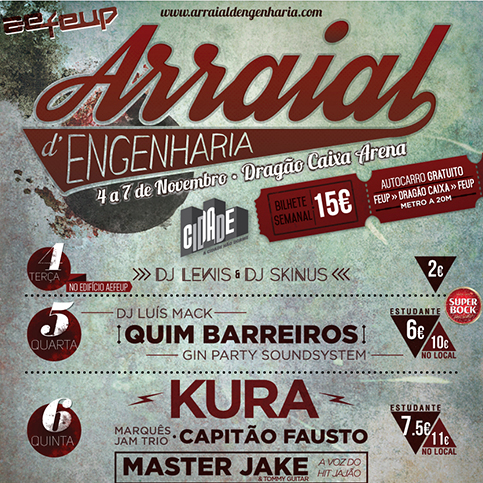 aefeup
www.arraialdengenharia.com
Arraial
d'ENGENHARIA
4 a 7 de Novembro • Dragão Caixa Arena
BILHETE
SEMANAL
15€
AUTOCARRO GRATUITO
FEUP » DRAGÃO CAIXA » FEUP
METRO A 20M
CIDADE
4
TERÇA
NO EDIFÍCIO AEFEUP
>>> DJ LEWIS & DJ SKINUS <<<
2€
5
QUARTA
DJ LUÍS MACK
QUIM BARREIROS
GIN PARTY SOUNDSYSTEM
ESTUDANTE
6€
10€
NO LOCAL
SUPER
BOCK
6
QUINTA
KURA
MARQUÊS
JAM TRIO
• CAPITÃO FAUSTO
MASTER JAKE
& TOMMY GUITAR
A VOZ DO
HIT JAJÃO
ESTUDANTE
7.5€
11€
NO LOCAL